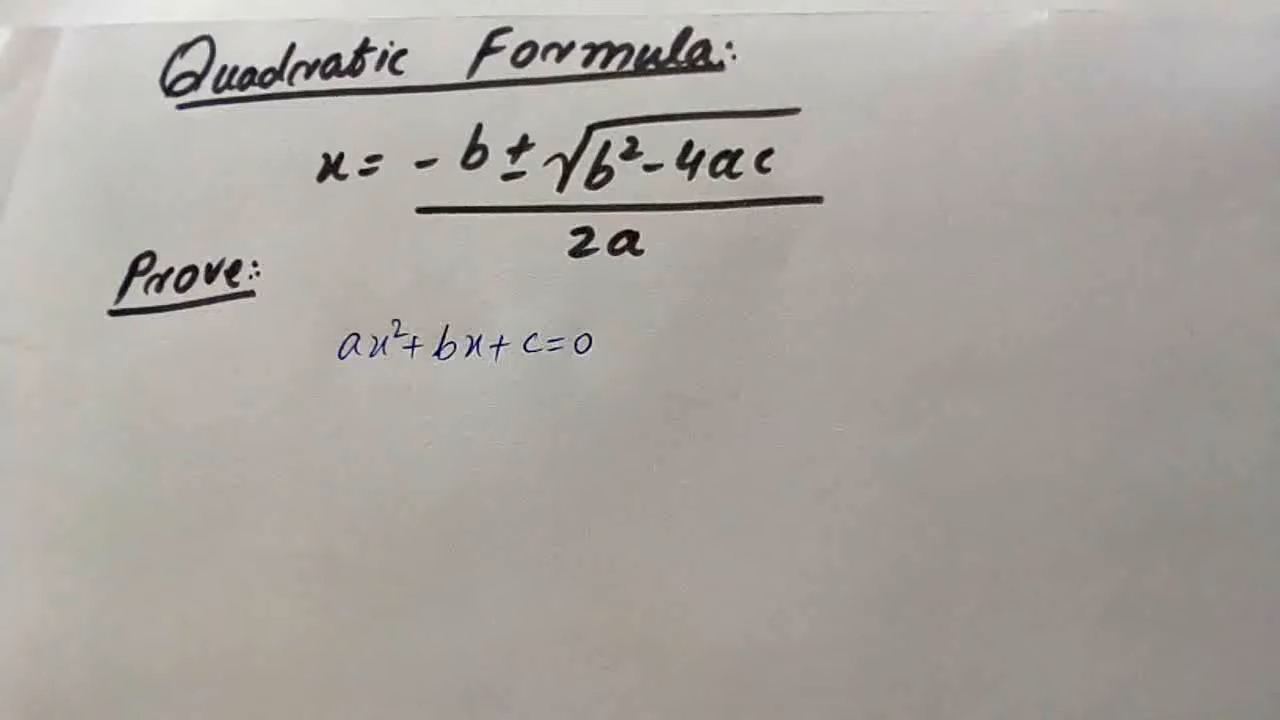 Quadratic Formula:
x = -b ± √b² - 4ac
2a
Prove:
ax² + bx + c = 0